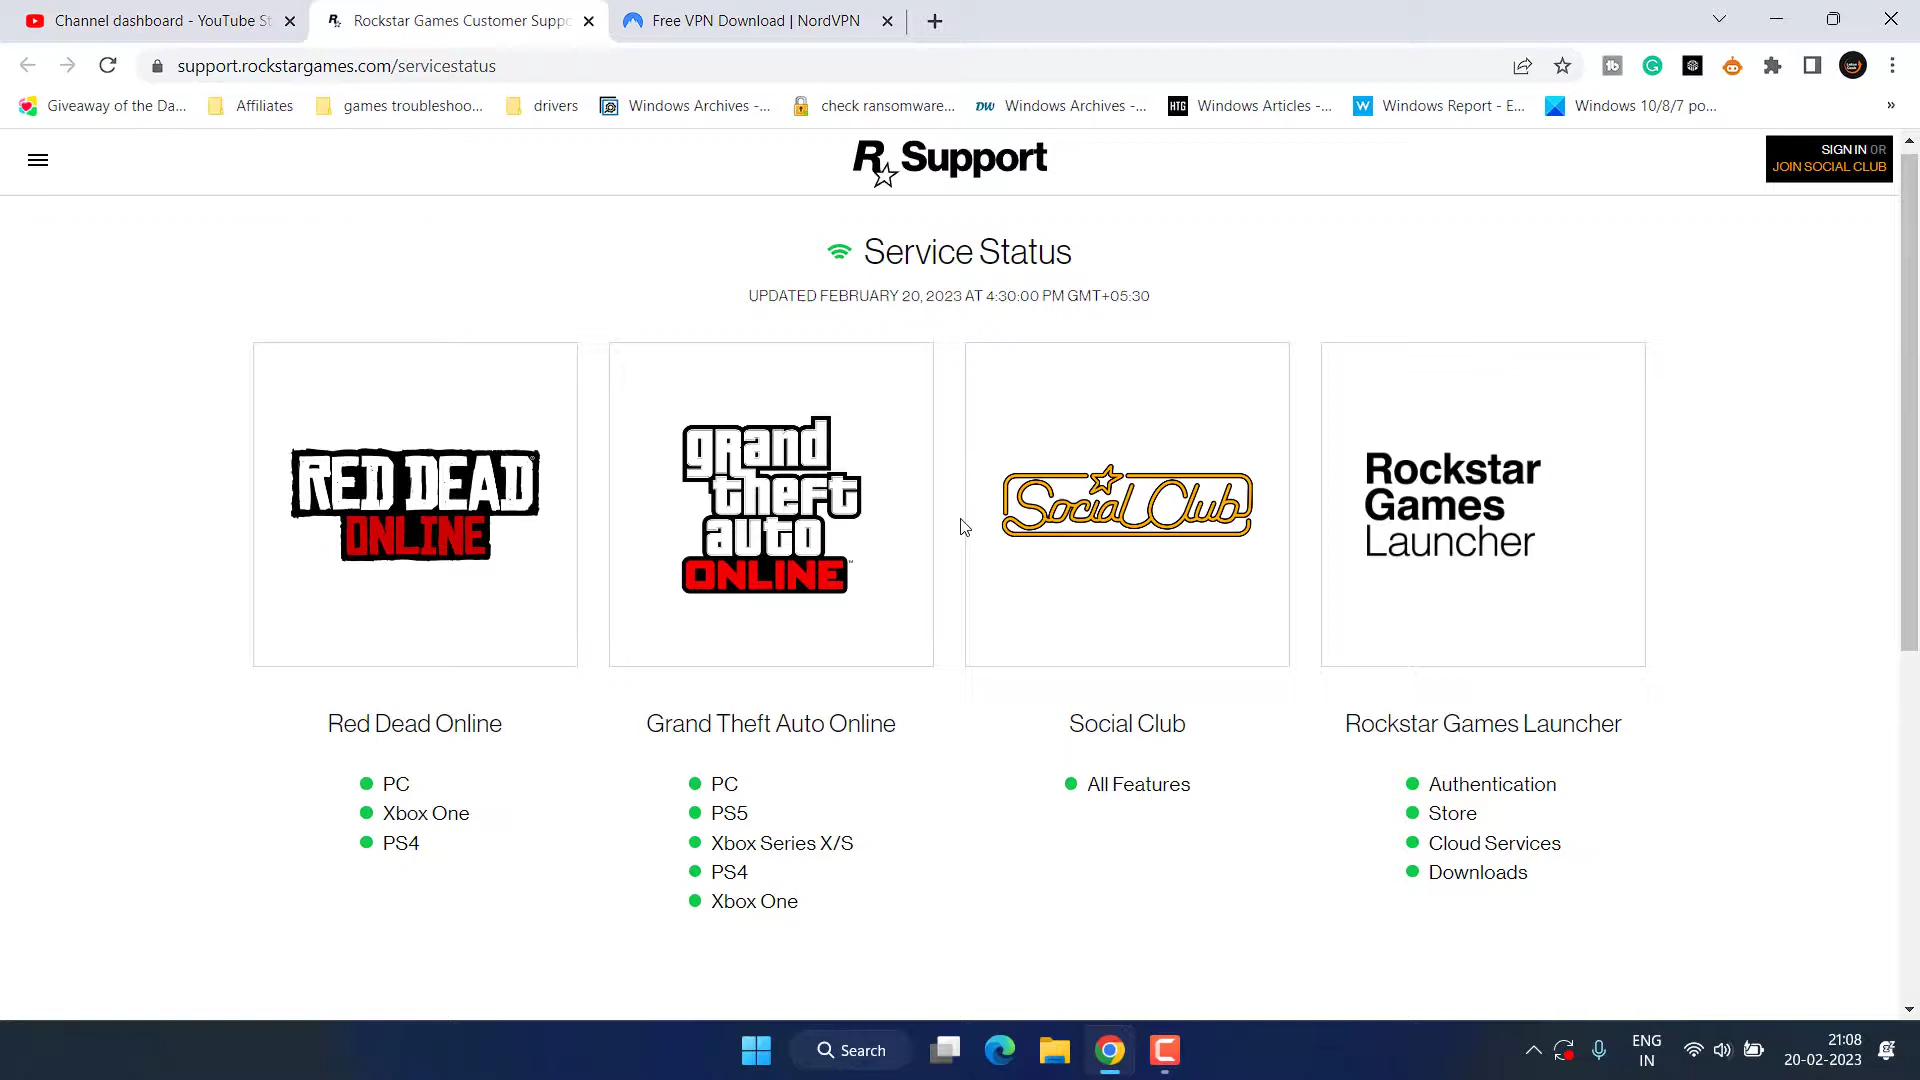 Channel dashboard - YouTube St
Rockstar Games Customer Suppo
Free VPN Download | NordVPN
support.rockstargames.com/servicestatus
Giveaway of the Da...
Affiliates
games troubleshoo...
drivers
Windows Archives -...
check ransomware...
DW
Windows Archives -...
HTG
Windows Articles -...
W
Windows Report - E...
Windows 10/8/7 po...
»
R Support
SIGN IN OR
JOIN SOCIAL CLUB
Service Status
UPDATED FEBRUARY 20, 2023 AT 4:30:00 PM GMT+05:30
RED DEAD
ONLINE
grand
theft
auto
ONLINE
Social Club
Rockstar
Games
Launcher
Red Dead Online
Grand Theft Auto Online
Social Club
Rockstar Games Launcher
PC
Xbox One
PS4
PC
PS5
Xbox Series X/S
PS4
Xbox One
All Features
Authentication
Store
Cloud Services
Downloads
Search
ENG
IN
21:08
20-02-2023